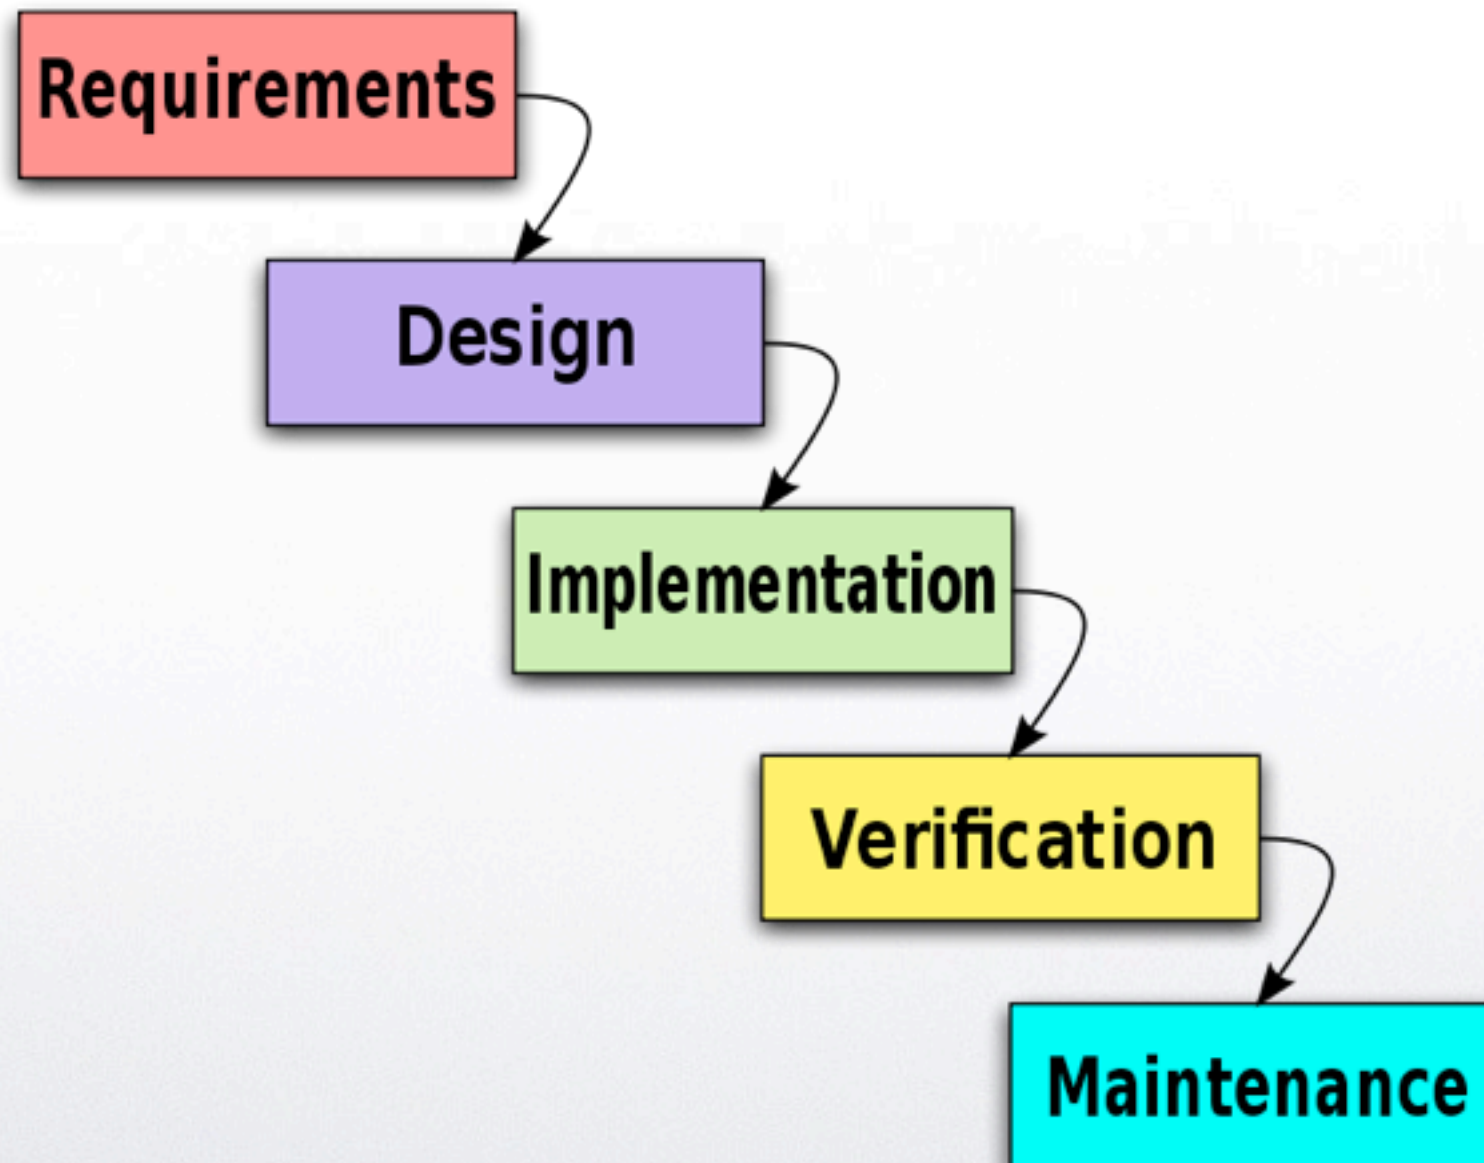 Requirements
Design
Implementation
Verification
Maintenance